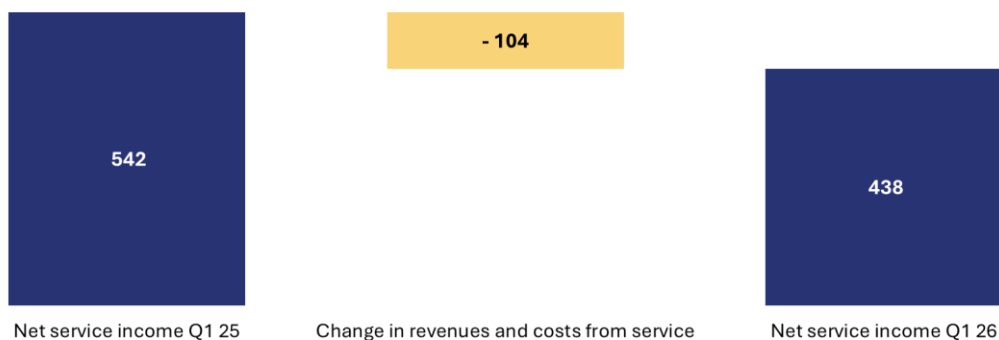 - 104
542
438
Net service income Q1 25
Change in revenues and costs from service
Net service income Q1 26